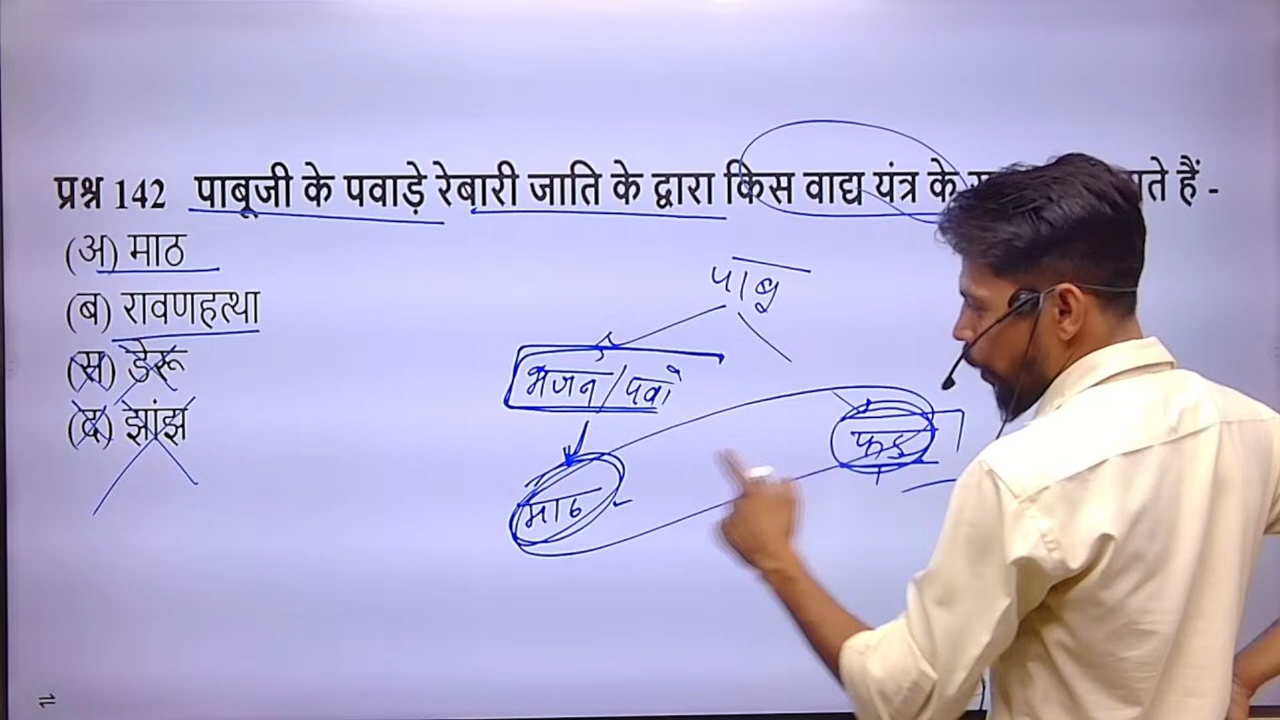 प्रश्न 142 पाबूजी के पवाड़े रेबारी जाति के द्वारा किस वाद्य यंत्र के हैं -
(अ) माठ
(ब) रावणहत्था
(स) डेरू
(द) झांझ
पाबु
भजन/पवा
फड
माठ